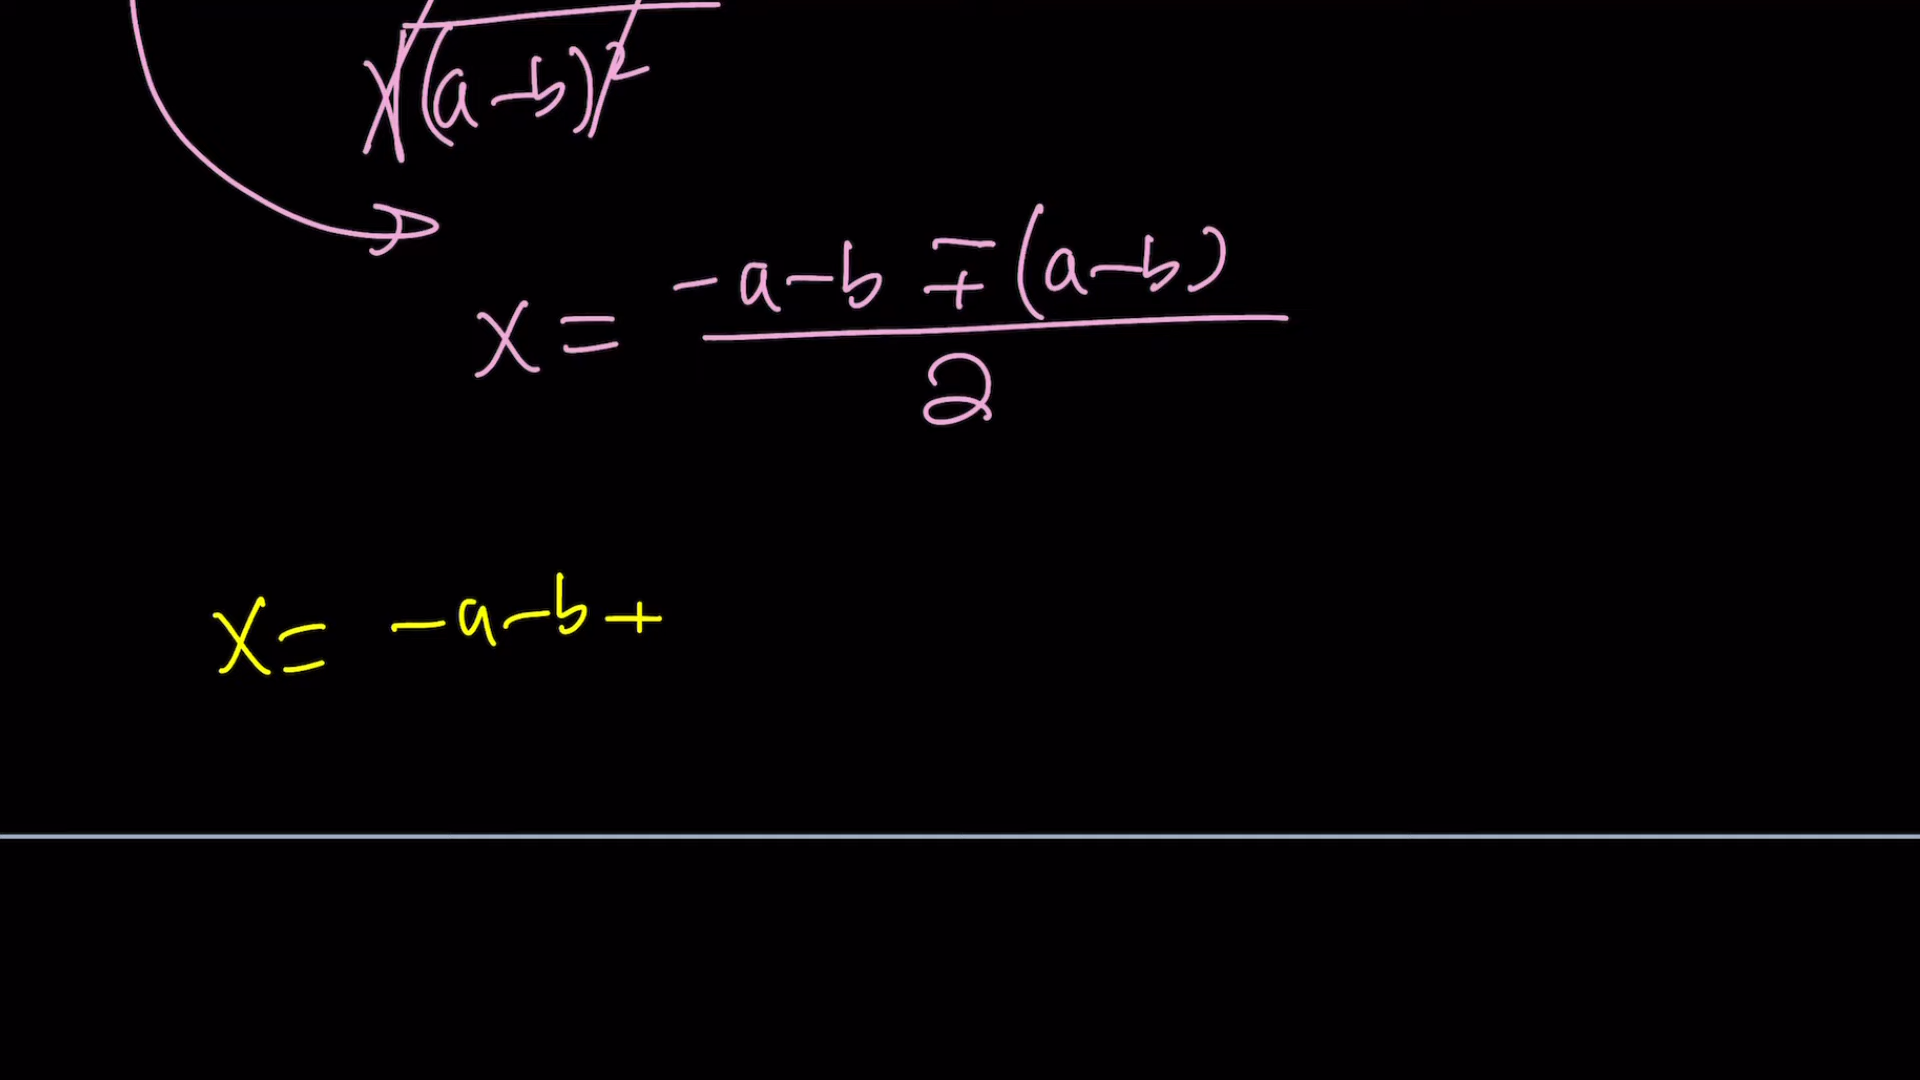 √(a-b)²
x = -a-b ∓ (a-b) / 2
x = -a-b+